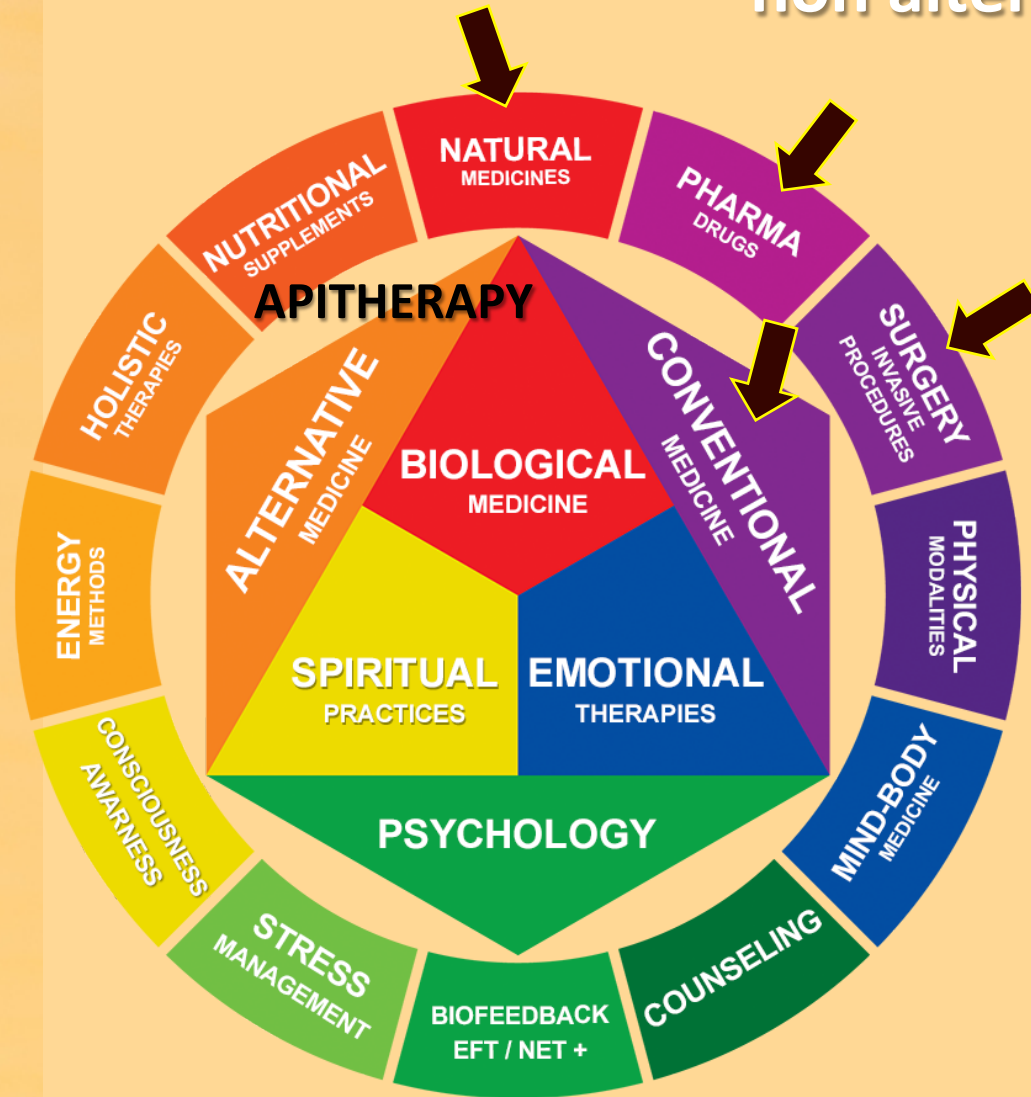 non alter
NATURAL
MEDICINES
PHARMA
DRUGS
SURGERY
INVASIVE
PROCEDURES
PHYSICAL
MODALITIES
MIND-BODY
MEDICINE
COUNSELING
BIOFEEDBACK
EFT / NET +
STRESS
MANAGEMENT
CONSCIOUSNESS
AWARNESS
ENERGY
METHODS
HOLISTIC
THERAPIES
NUTRITIONAL
SUPPLEMENTS
APITHERAPY
ALTERNATIVE
MEDICINE
BIOLOGICAL
MEDICINE
CONVENTIONAL
MEDICINE
SPIRITUAL
PRACTICES
EMOTIONAL
THERAPIES
PSYCHOLOGY